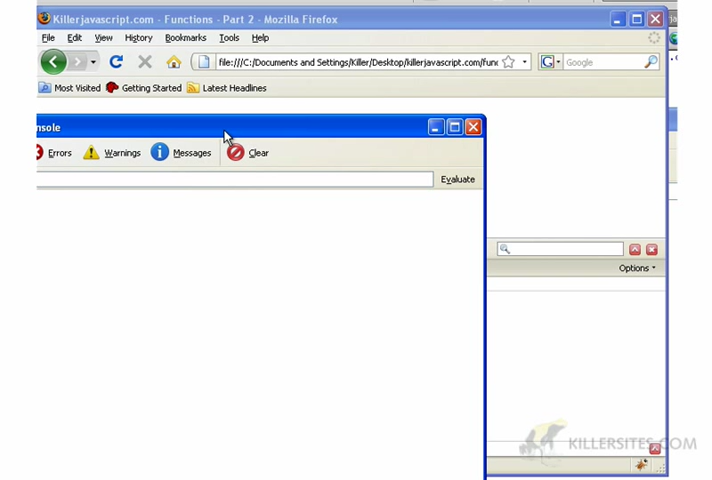 Killerjavascript.com - Functions - Part 2 - Mozilla Firefox
File Edit View History Bookmarks Tools Help
file:///C:/Documents and Settings/Killer/Desktop/killerjavascript.com/func
G Google
Most Visited Getting Started Latest Headlines
nsole
Errors Warnings Messages Clear
Evaluate
Options
KILLERSITES.COM